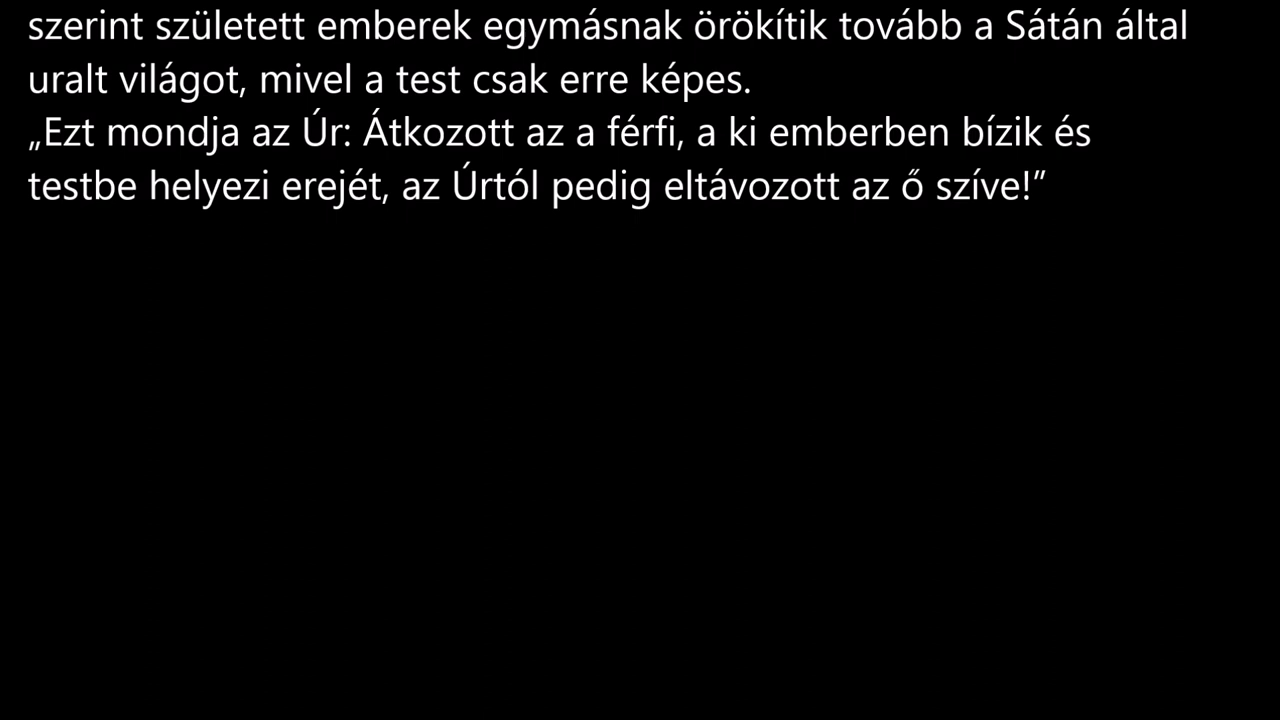 szerint született emberek egymásnak örökítik tovább a Sátán által
uralt világot, mivel a test csak erre képes.
„Ezt mondja az Úr: Átkozott az a férfi, a ki emberben bízik és
testbe helyezi erejét, az Úrtól pedig eltávozott az ő szíve!”